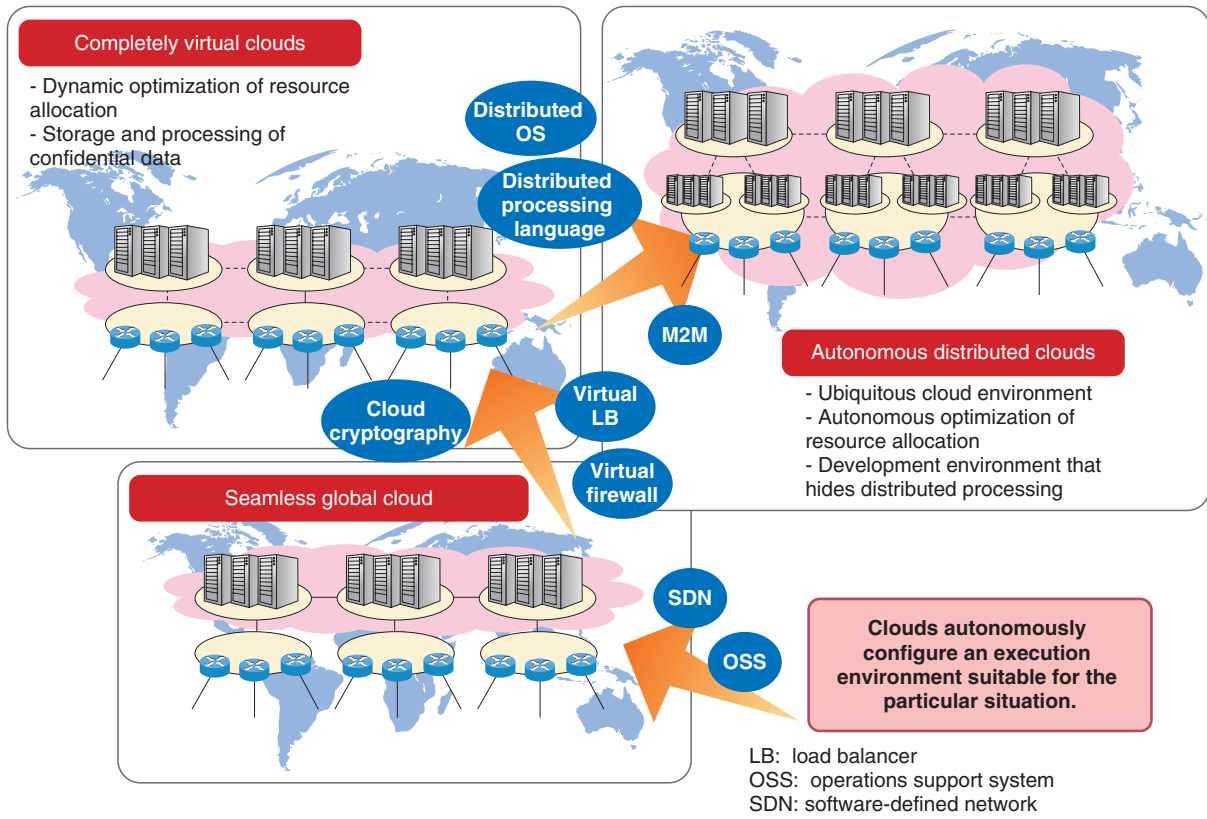 Completely virtual clouds
- Dynamic optimization of resource
allocation
- Storage and processing of
confidential data
Distributed
OS
Distributed
processing
language
M2M
Autonomous distributed clouds
- Ubiquitous cloud environment
- Autonomous optimization of
resource allocation
- Development environment that
hides distributed processing
Cloud
cryptography
Virtual
LB
Virtual
firewall
Seamless global cloud
SDN
OSS
Clouds autonomously
configure an execution
environment suitable for the
particular situation.
LB: load balancer
OSS: operations support system
SDN: software-defined network